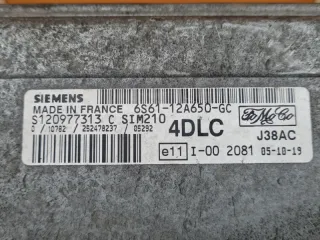 SIEMENS
MADE IN FRANCE 6S61-12A650-GC
S120977313 C SIM210
0 / 10782 / 252478237 / 05292
4DLC
FoMoCo
J38AC
e11 I-00 2081 05-10-19